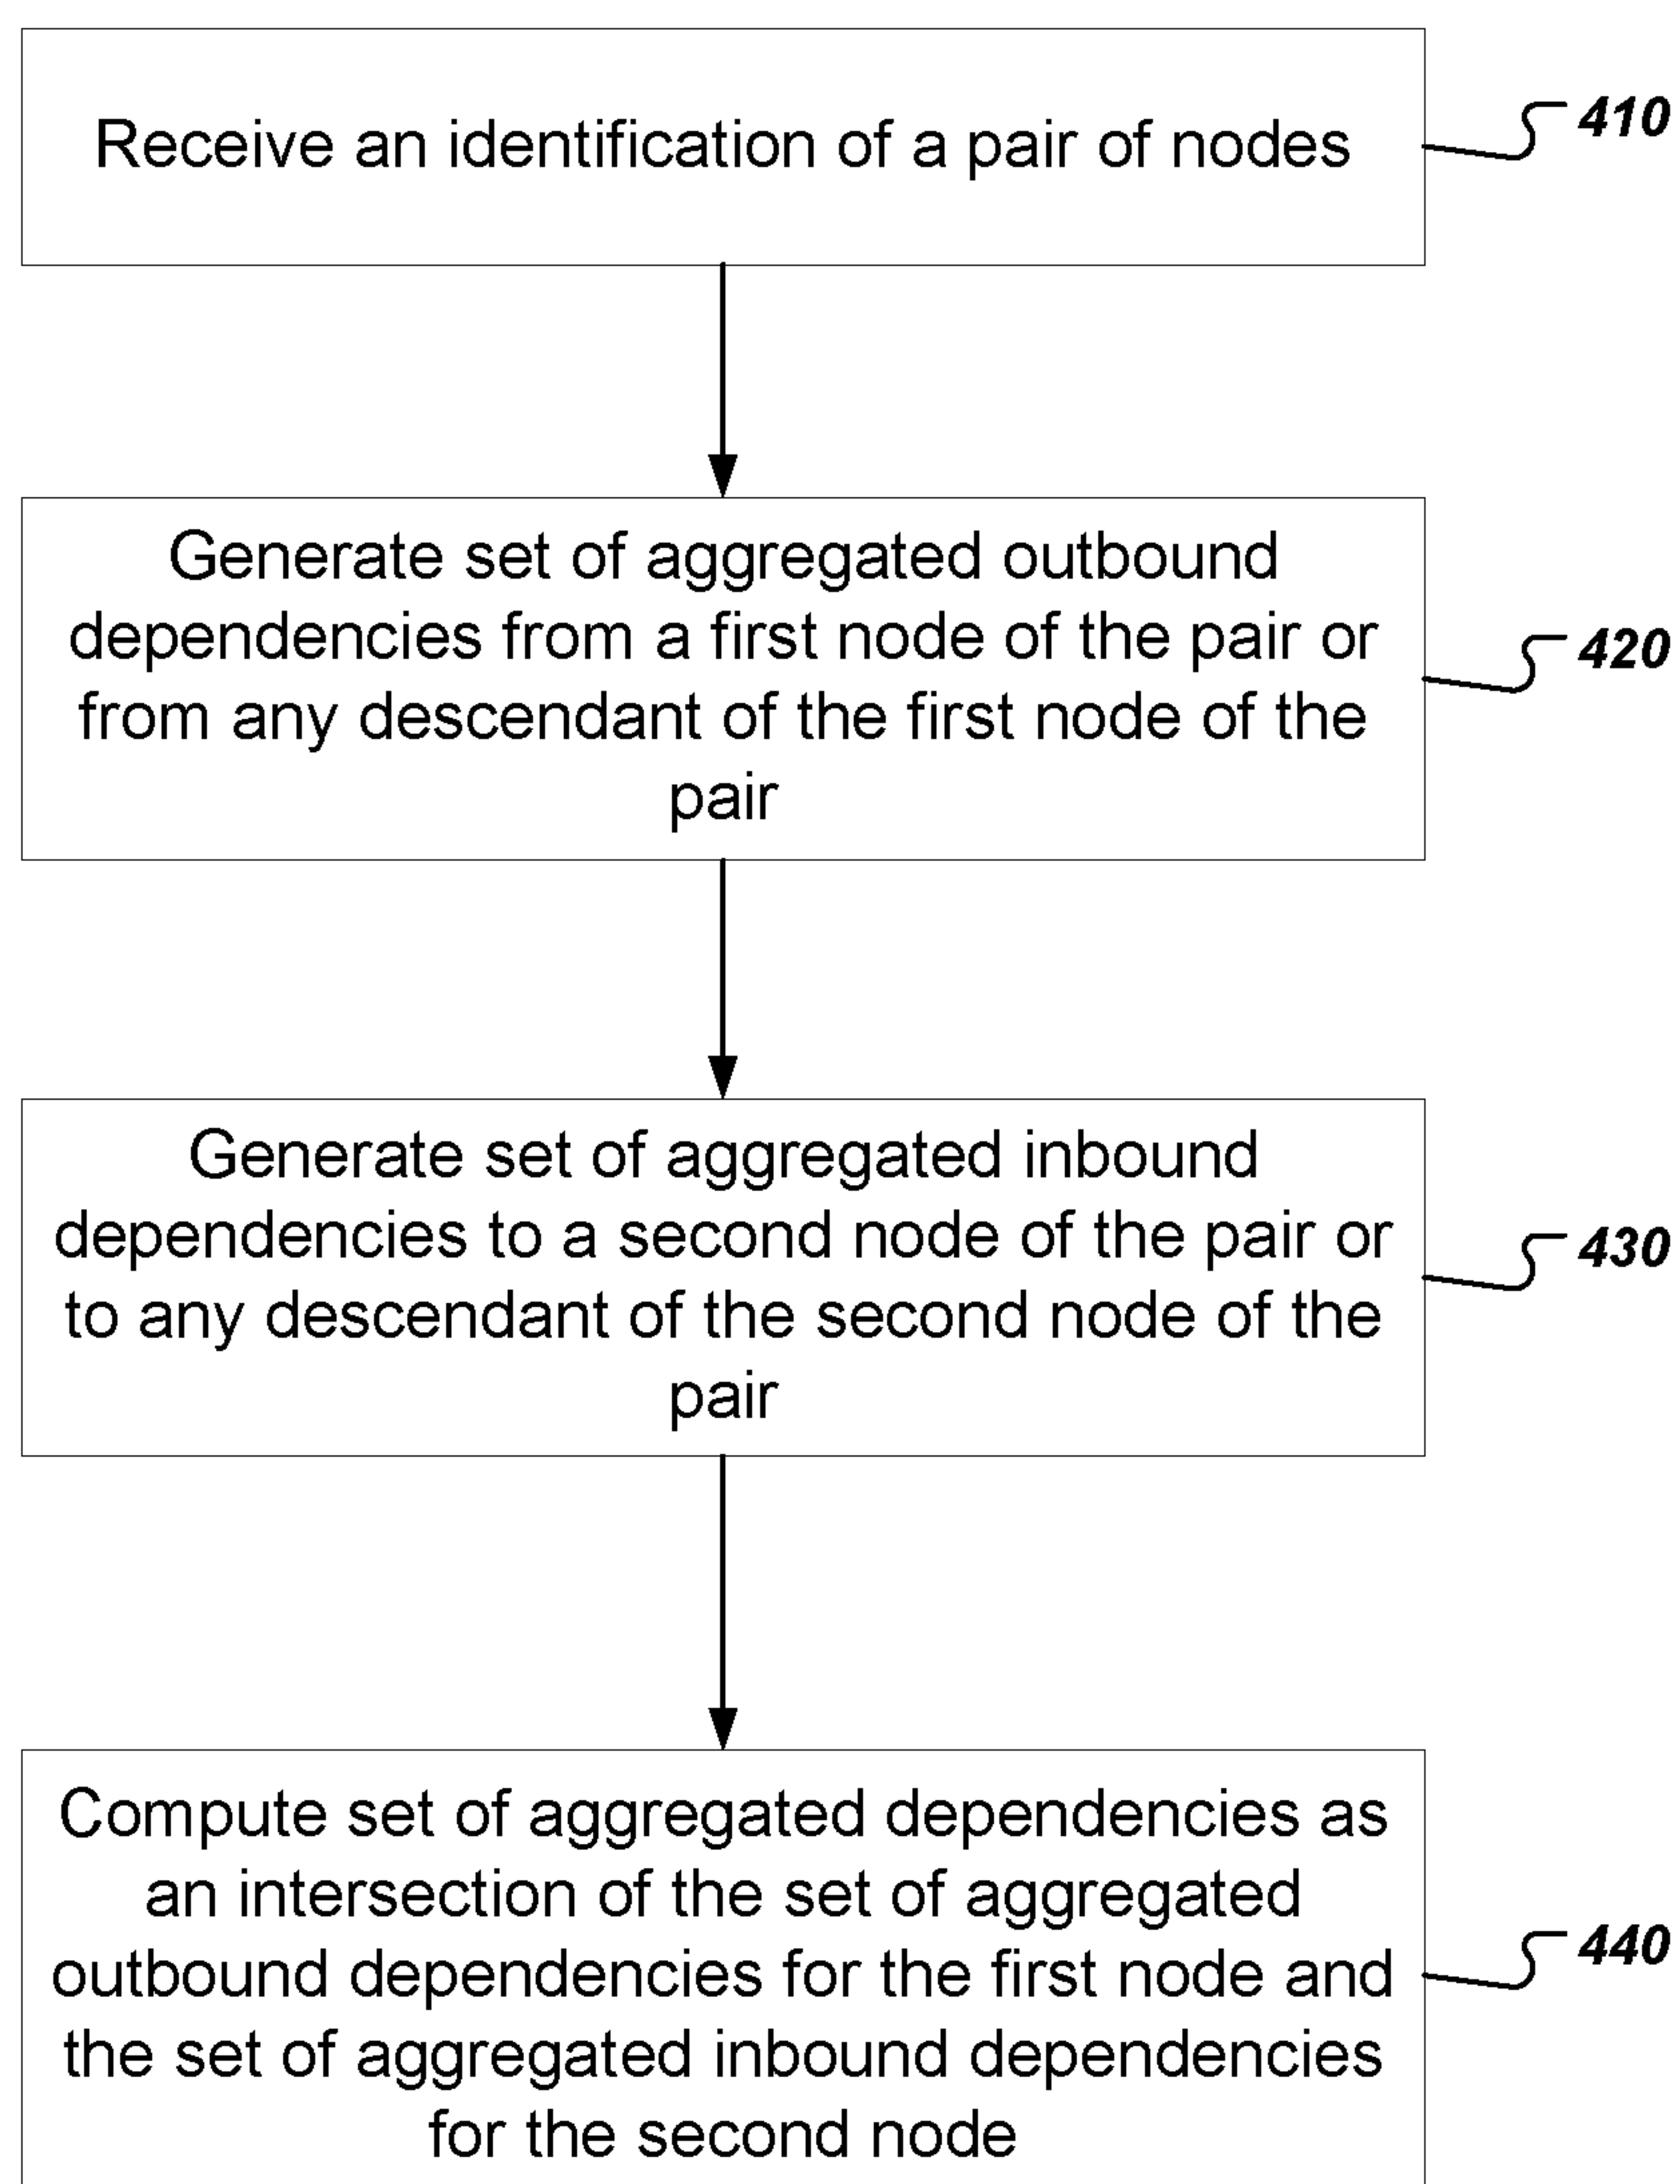 Receive an identification of a pair of nodes
410
Generate set of aggregated outbound
dependencies from a first node of the pair or
from any descendant of the first node of the
pair
420
Generate set of aggregated inbound
dependencies to a second node of the pair or
to any descendant of the second node of the
pair
430
Compute set of aggregated dependencies as
an intersection of the set of aggregated
outbound dependencies for the first node and
the set of aggregated inbound dependencies
for the second node
440